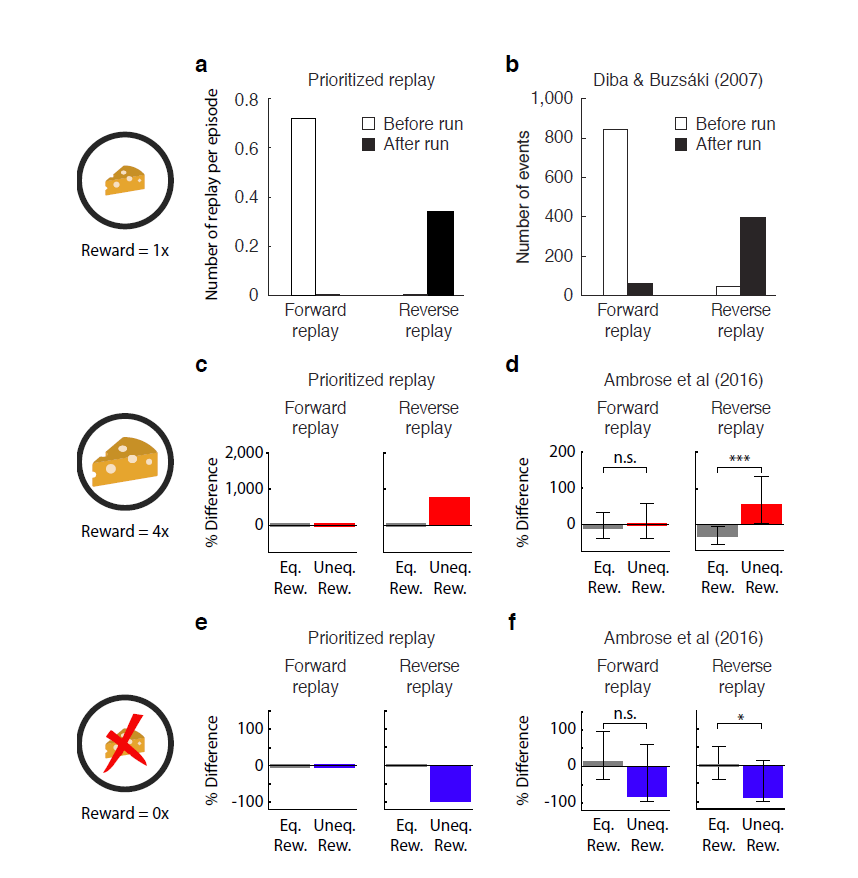 a
Prioritized replay
Number of replay per episode
0.8
0.6
0.4
0.2
0
Before run
After run
Forward
replay
Reverse
replay
b
Diba & Buzsáki (2007)
Number of events
1,000
800
600
400
200
0
Before run
After run
Forward
replay
Reverse
replay
Reward = 1x
c
Prioritized replay
Forward
replay
Reverse
replay
% Difference
2,000
1,000
0
Eq.
Rew.
Uneq.
Rew.
Eq.
Rew.
Uneq.
Rew.
d
Ambrose et al (2016)
Forward
replay
Reverse
replay
% Difference
200
100
0
n.s.
***
Eq.
Rew.
Uneq.
Rew.
Eq.
Rew.
Uneq.
Rew.
Reward = 4x
e
Prioritized replay
Forward
replay
Reverse
replay
% Difference
100
0
-100
Eq.
Rew.
Uneq.
Rew.
Eq.
Rew.
Uneq.
Rew.
f
Ambrose et al (2016)
Forward
replay
Reverse
replay
% Difference
100
0
-100
n.s.
*
Eq.
Rew.
Uneq.
Rew.
Eq.
Rew.
Uneq.
Rew.
Reward = 0x